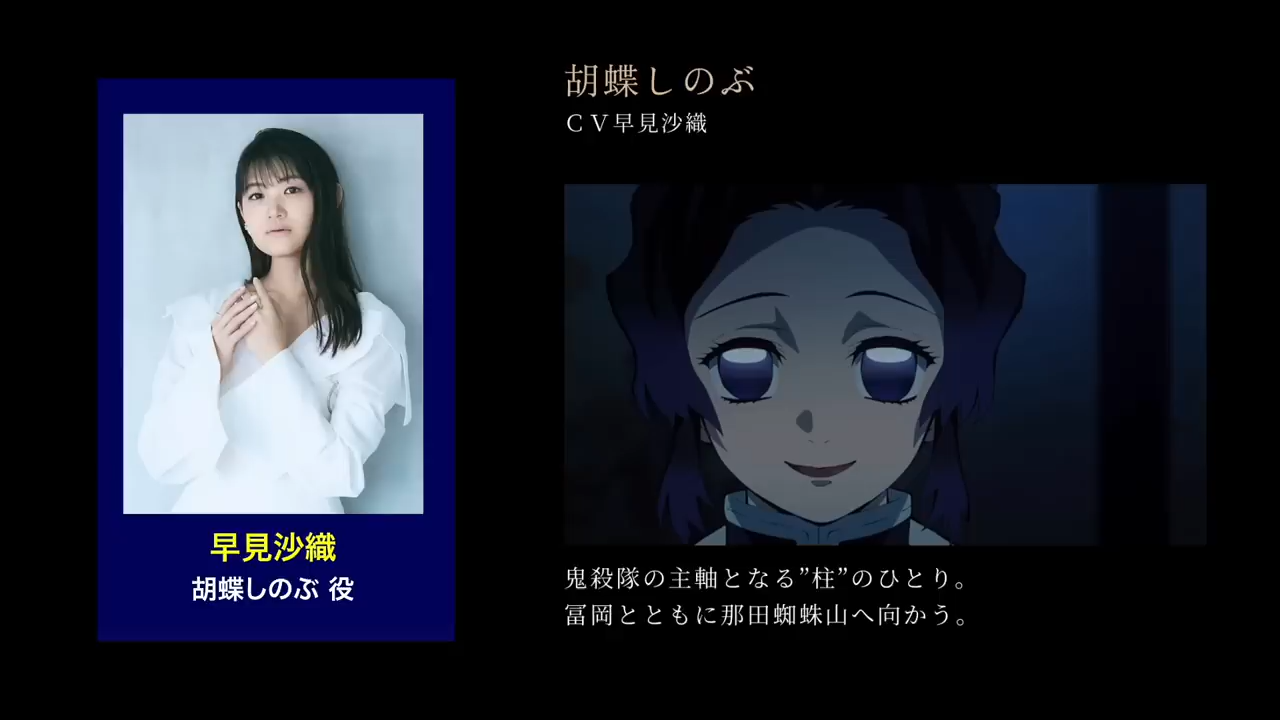 早見沙織
胡蝶しのぶ 役
胡蝶しのぶ
ＣＶ早見沙織
鬼殺隊の主軸となる”柱”のひとり。
冨岡とともに那田蜘蛛山へ向かう。